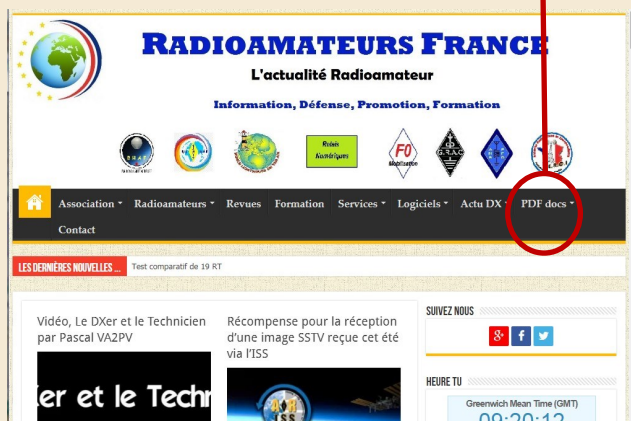 RADIOAMATEURS FRANCE
L'actualité Radioamateur
Information, Défense, Promotion, Formation
Relais
Numériques
F0
Mobilisation
G.R.A.C
Association
Radioamateurs
Revues
Formation
Services
Logiciels
Actu DX
PDF docs
Contact
LES DERNIÈRES NOUVELLES ...
Test comparatif de 19 RT
Vidéo, Le DXer et le Technicien
par Pascal VA2PV
er et le Techn
Récompense pour la réception
d'une image SSTV reçue cet été
via l'ISS
ISS
SUIVEZ NOUS
HEURE TU
Greenwich Mean Time (GMT)
09:20:12